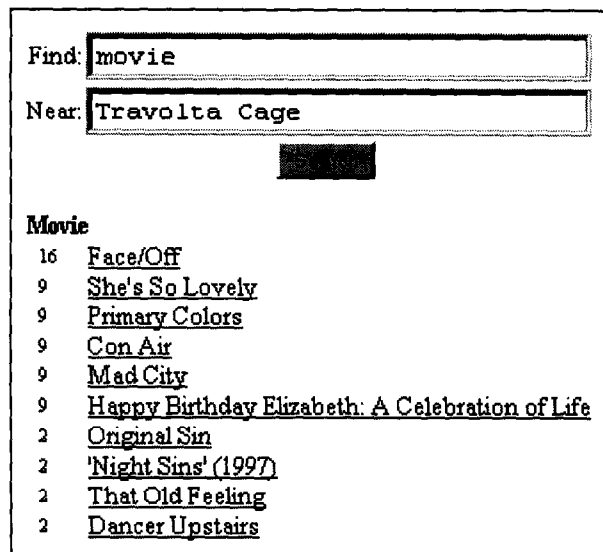 Find: movie
Near: Travolta Cage
Movie
16 Face/Off
9 She's So Lovely
9 Primary Colors
9 Con Air
9 Mad City
9 Happy Birthday Elizabeth: A Celebration of Life
2 Original Sin
2 'Night Sins' (1997)
2 That Old Feeling
2 Dancer Upstairs